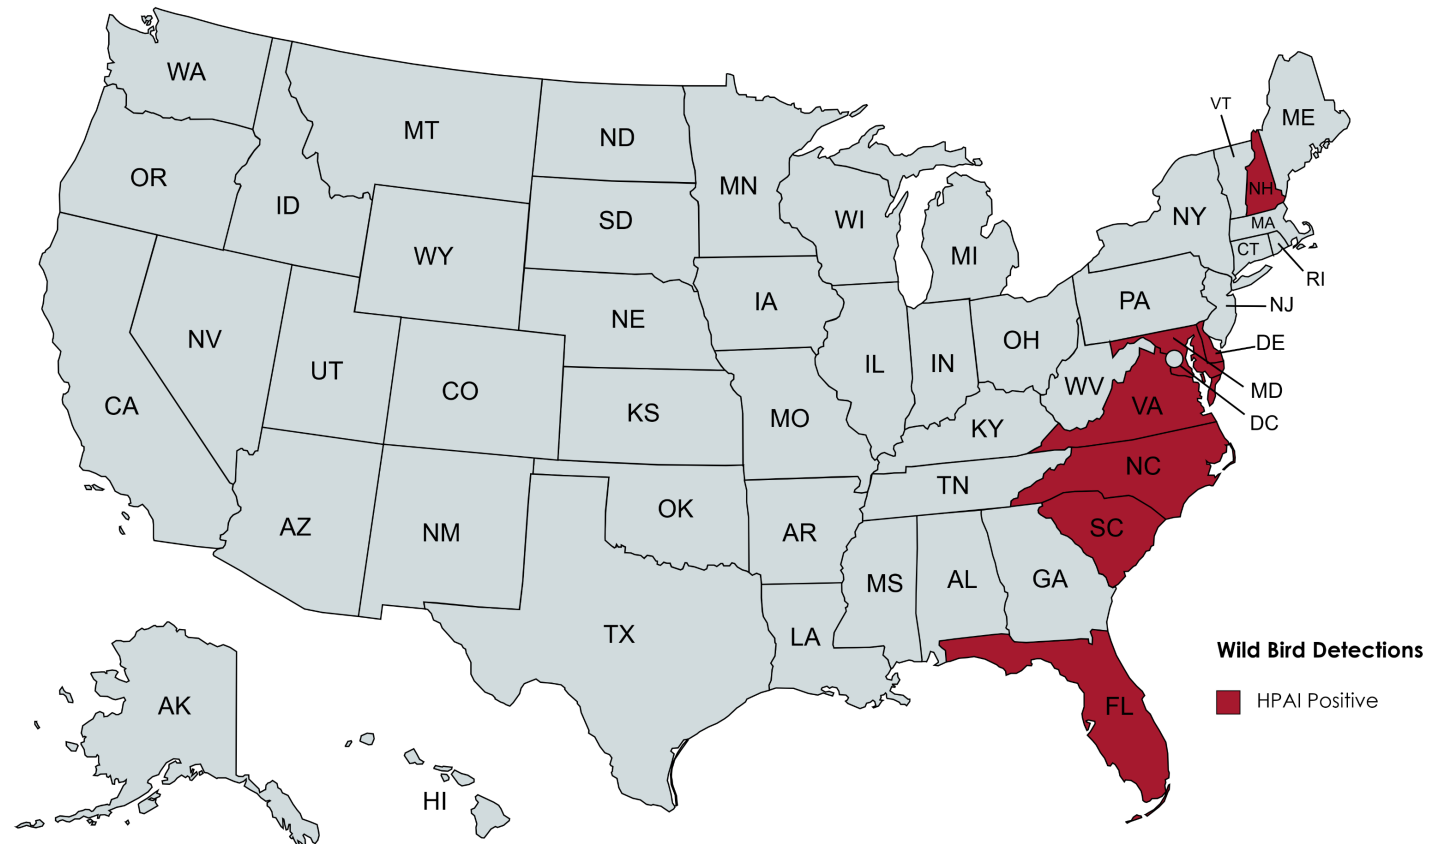 WA
VT
ME
MT
ND
OR
MN
ID
NH
SD
WI
NY
MA
WY
MI
CT
RI
IA
PA
NJ
NE
NV
OH
DE
UT
IL
IN
CO
WV
MD
CA
KS
MO
VA
DC
KY
NC
TN
OK
AZ
NM
AR
SC
MS
AL
GA
TX
LA
Wild Bird Detections
HPAI Positive
AK
FL
HI